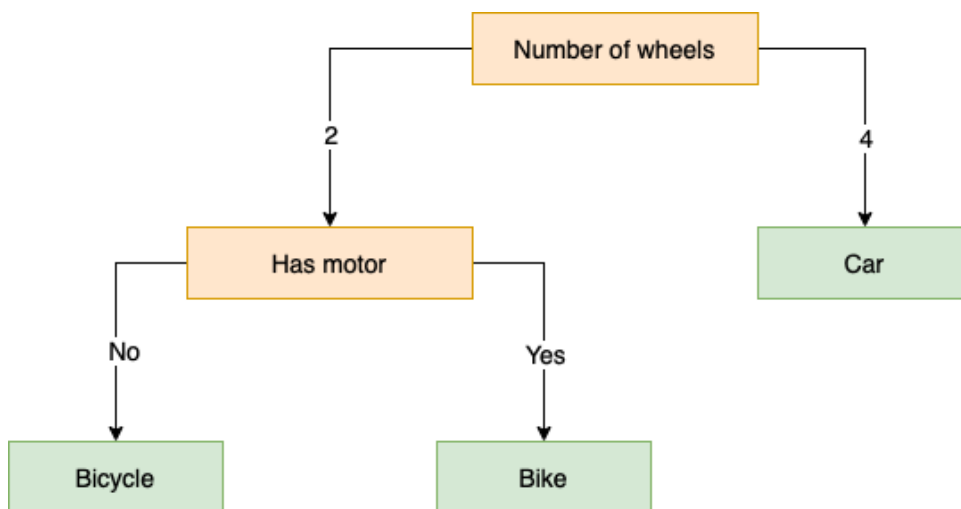 Number of wheels
2
4
Has motor
Car
No
Yes
Bicycle
Bike